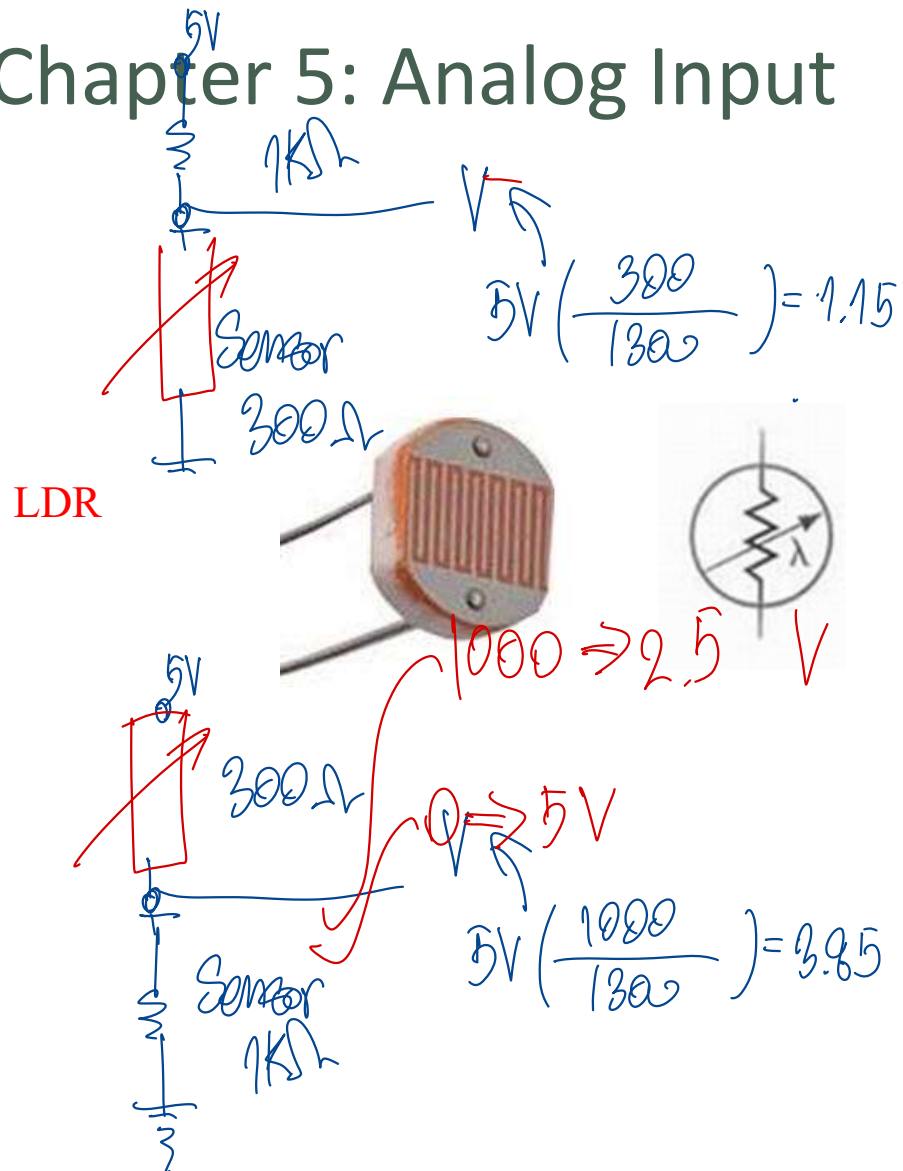 5V
Chapter 5: Analog Input
1KΩ
V
5V(300/1300)=1.15
Sensor
300Ω
LDR
λ
1000 ⇒ 2.5 V
5V
300Ω
0 ⇒ 5V
V
5V(1000/1300)=3.85
Sensor
1KΩ